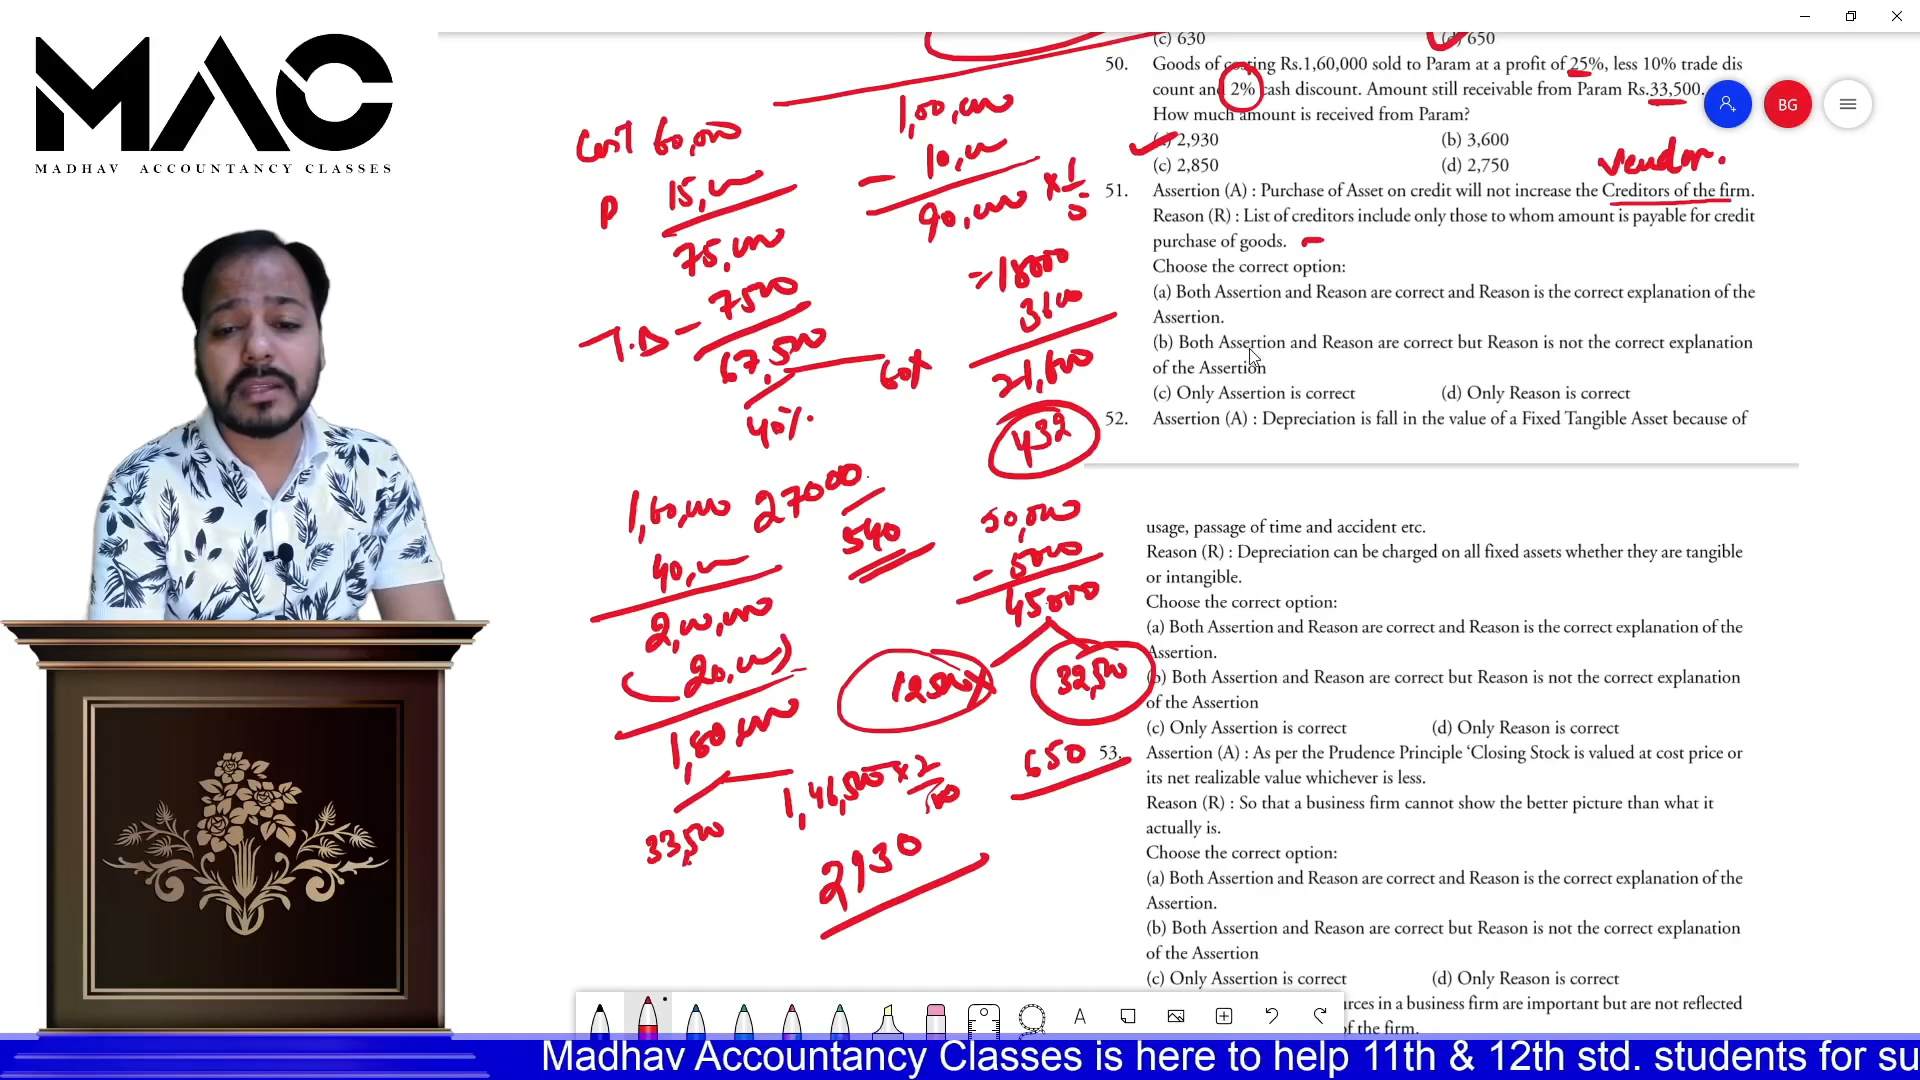 MAC
MADHAV ACCOUNTANCY CLASSES
(c) 630 (d) 650
50. Goods of costing Rs.1,60,000 sold to Param at a profit of 25%, less 10% trade dis
count and 2% cash discount. Amount still receivable from Param Rs.33,500.
How much amount is received from Param?
(a) 2,930 (b) 3,600
(c) 2,850 (d) 2,750
vendor.
51. Assertion (A) : Purchase of Asset on credit will not increase the Creditors of the firm.
Reason (R) : List of creditors include only those to whom amount is payable for credit
purchase of goods.
Choose the correct option:
(a) Both Assertion and Reason are correct and Reason is the correct explanation of the
Assertion.
(b) Both Assertion and Reason are correct but Reason is not the correct explanation
of the Assertion
(c) Only Assertion is correct (d) Only Reason is correct
52. Assertion (A) : Depreciation is fall in the value of a Fixed Tangible Asset because of
usage, passage of time and accident etc.
Reason (R) : Depreciation can be charged on all fixed assets whether they are tangible
or intangible.
Choose the correct option:
(a) Both Assertion and Reason are correct and Reason is the correct explanation of the
Assertion.
(b) Both Assertion and Reason are correct but Reason is not the correct explanation
of the Assertion
(c) Only Assertion is correct (d) Only Reason is correct
53. Assertion (A) : As per the Prudence Principle ‘Closing Stock is valued at cost price or
its net realizable value whichever is less.
Reason (R) : So that a business firm cannot show the better picture than what it
actually is.
Choose the correct option:
(a) Both Assertion and Reason are correct and Reason is the correct explanation of the
Assertion.
(b) Both Assertion and Reason are correct but Reason is not the correct explanation
of the Assertion
(c) Only Assertion is correct (d) Only Reason is correct
urces in a business firm are important but are not reflected
of the firm.
BG
Cost 60,000
P 15,000
75,000
T.D - 7500
67,500
60%
40%
1,00,000
- 10,000
90,000 × 1/5
= 18000
3600
21,600
432
1,60,000
40,000
2,00,000
(20,000)
1,80,000
33,500
1,46,500 × 2/100
2930
27000
540
50,000
- 5000
45000
12500 32,500
650
A
Madhav Accountancy Classes is here to help 11th & 12th std. students for su